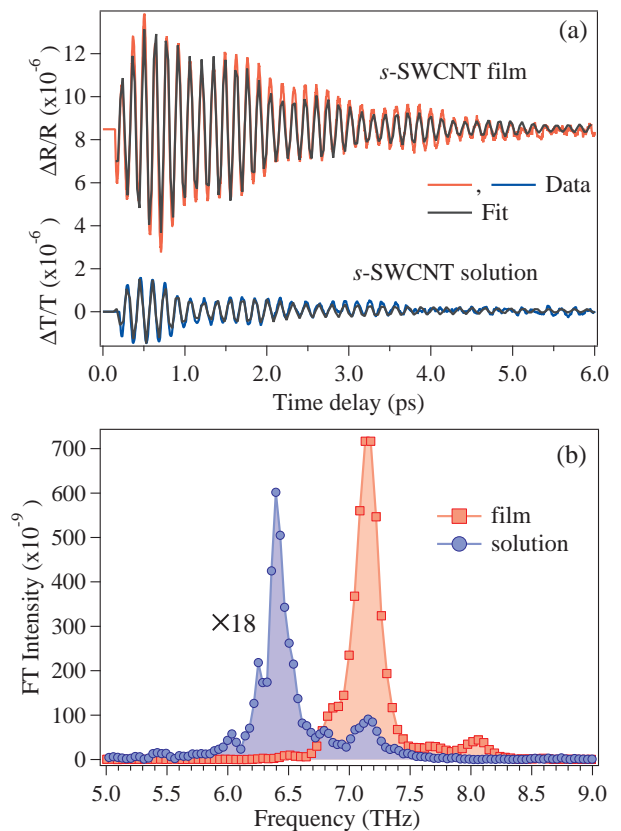 (a)
s-SWCNT film
12
10
8
6
4
2
0
ΔR/R (x10⁻⁶)
ΔT/T (x10⁻⁶)
, Data
Fit
s-SWCNT solution
0.0 1.0 2.0 3.0 4.0 5.0 6.0
Time delay (ps)
(b)
700
600
500
400
300
200
100
0
FT Intensity (x10⁻⁹)
film
solution
×18
5.0 5.5 6.0 6.5 7.0 7.5 8.0 8.5 9.0
Frequency (THz)